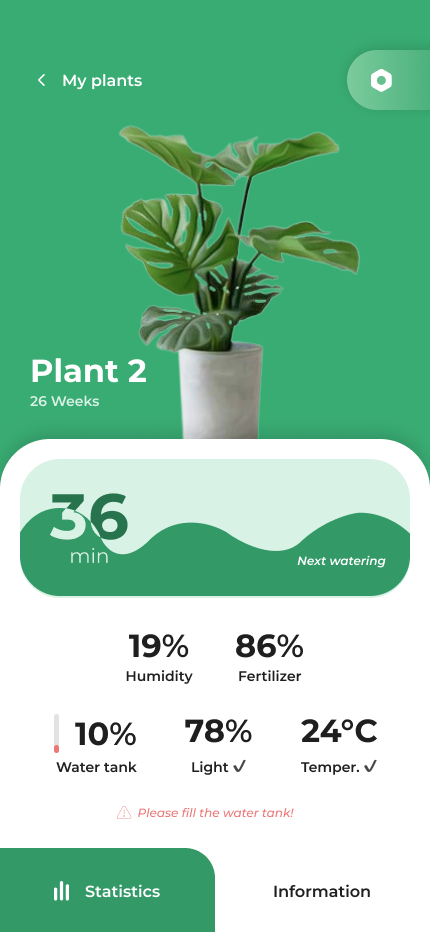 My plants
Plant 2
26 Weeks
36
min
Next watering
19% 86%
Humidity Fertilizer
10% 78% 24°C
Water tank Light Temper.
Please fill the water tank!
Statistics Information